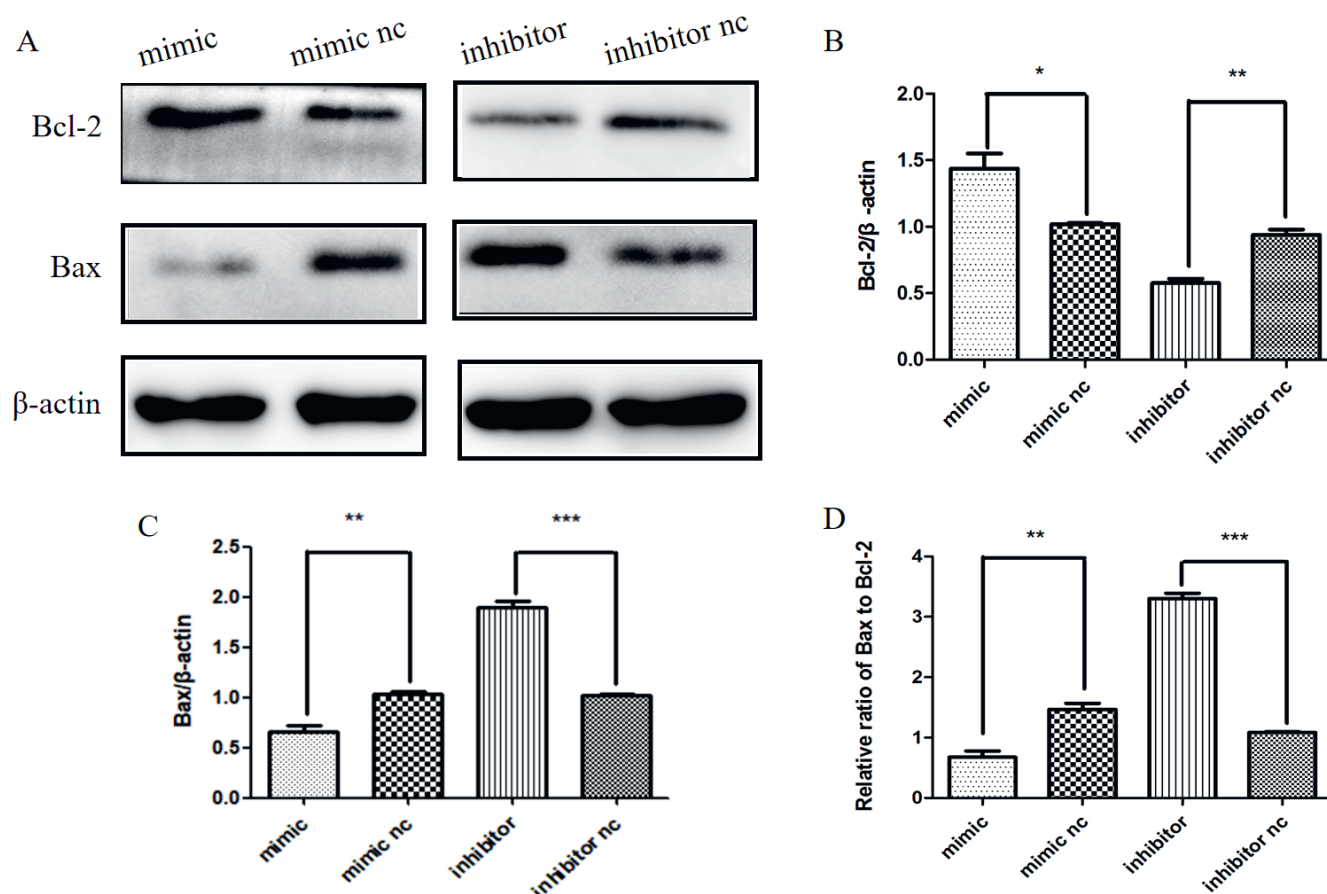 A
mimic
mimic nc
inhibitor
inhibitor nc
Bcl-2
Bax
β-actin
B
*
**
Bcl-2/β -actin
2.0
1.5
1.0
0.5
0.0
mimic
mimic nc
inhibitor
inhibitor nc
C
**
***
Bax/β-actin
2.5
2.0
1.5
1.0
0.5
0.0
mimic
mimic nc
inhibitor
inhibitor nc
D
**
***
Relative ratio of Bax to Bcl-2
4
3
2
1
0
mimic
mimic nc
inhibitor
inhibitor nc